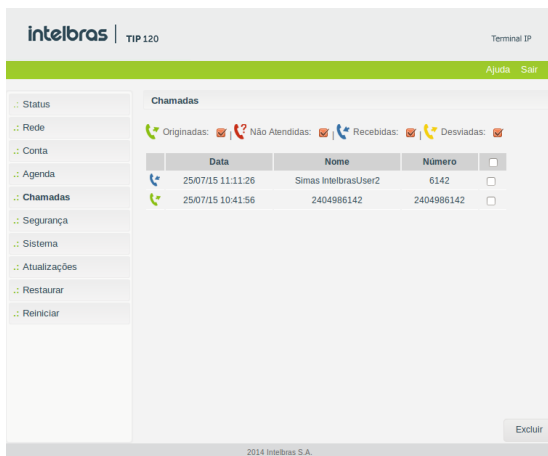 intelbras | TIP 120
Terminal IP
Ajuda Sair
.: Status
.: Rede
.: Conta
.: Agenda
.: Chamadas
.: Segurança
.: Sistema
.: Atualizações
.: Restaurar
.: Reiniciar
Chamadas
Originadas: | Não Atendidas: | Recebidas: | Desviadas:
Data Nome Número
25/07/15 11:11:26 Simas IntelbrasUser2 6142
25/07/15 10:41:56 2404986142 2404986142
Excluir
2014 Intelbras S.A.